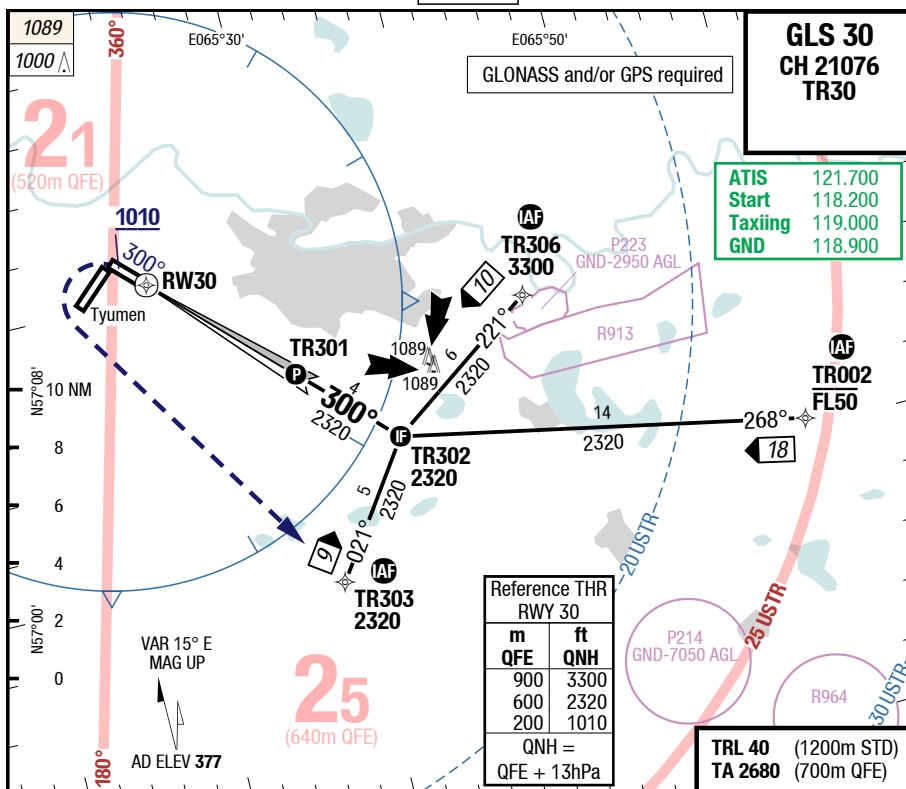 1089
1000
360°
E065°30'
E065°50'
GLONASS and/or GPS required
GLS 30
CH 21076
TR30
21
(520m QFE)
ATIS 121.700
Start 118.200
Taxiing 119.000
GND 118.900
1010
300°
RW30
Tyumen
IAF
TR306
3300
P223
GND-2950 AGL
10
221°
6
2320
R913
1089
1089
TR301
P
4
300°
2320
IAF
TR002
FL50
N57°08'
10 NM
8
6
4
2
0
N57°00'
IF
TR302
2320
14
2320
268°
18
5
2320
021°
9
IAF
TR303
2320
20 USTR
25 USTR
30 USTR
Reference THR
RWY 30
m ft
QFE QNH
900 3300
600 2320
200 1010
QNH =
QFE + 13hPa
P214
GND-7050 AGL
R964
VAR 15° E
MAG UP
25
(640m QFE)
AD ELEV 377
180°
TRL 40 (1200m STD)
TA 2680 (700m QFE)